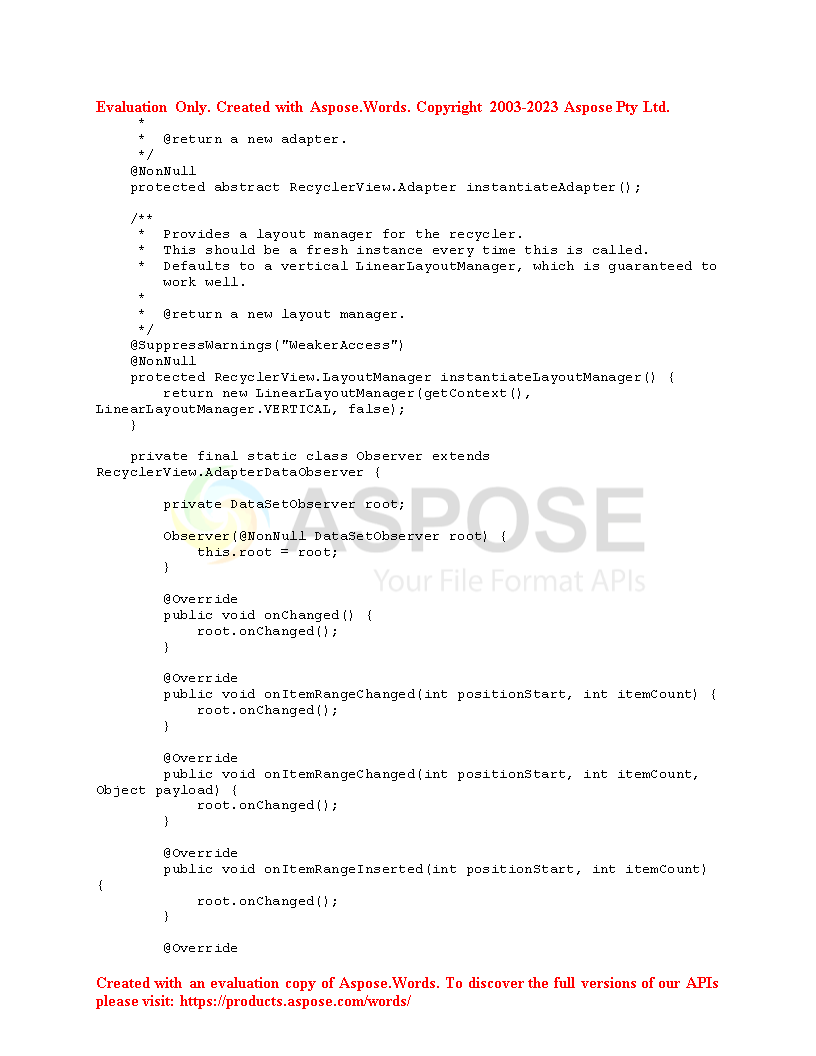 Evaluation Only. Created with Aspose.Words. Copyright 2003-2023 Aspose Pty Ltd.
     *
     *  @return a new adapter.
     */
    @NonNull
    protected abstract RecyclerView.Adapter instantiateAdapter();

    /**
     *  Provides a layout manager for the recycler.
     *  This should be a fresh instance every time this is called.
     *  Defaults to a vertical LinearLayoutManager, which is guaranteed to
        work well.
     *
     *  @return a new layout manager.
     */
    @SuppressWarnings("WeakerAccess")
    @NonNull
    protected RecyclerView.LayoutManager instantiateLayoutManager() {
        return new LinearLayoutManager(getContext(),
LinearLayoutManager.VERTICAL, false);
    }

    private final static class Observer extends
RecyclerView.AdapterDataObserver {

        private DataSetObserver root;
ASPOSE

        Observer(@NonNull DataSetObserver root) {
            this.root = root;
        }
Your File Format APIs

        @Override
        public void onChanged() {
            root.onChanged();
        }

        @Override
        public void onItemRangeChanged(int positionStart, int itemCount) {
            root.onChanged();
        }

        @Override
        public void onItemRangeChanged(int positionStart, int itemCount,
Object payload) {
            root.onChanged();
        }

        @Override
        public void onItemRangeInserted(int positionStart, int itemCount)
{
            root.onChanged();
        }

        @Override

Created with an evaluation copy of Aspose.Words. To discover the full versions of our APIs
please visit: https://products.aspose.com/words/